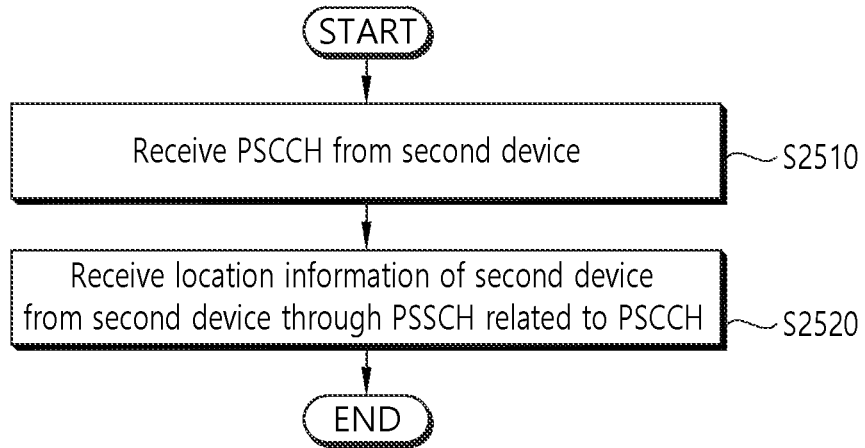 START
Receive PSCCH from second device
S2510
Receive location information of second device
from second device through PSSCH related to PSCCH
S2520
END